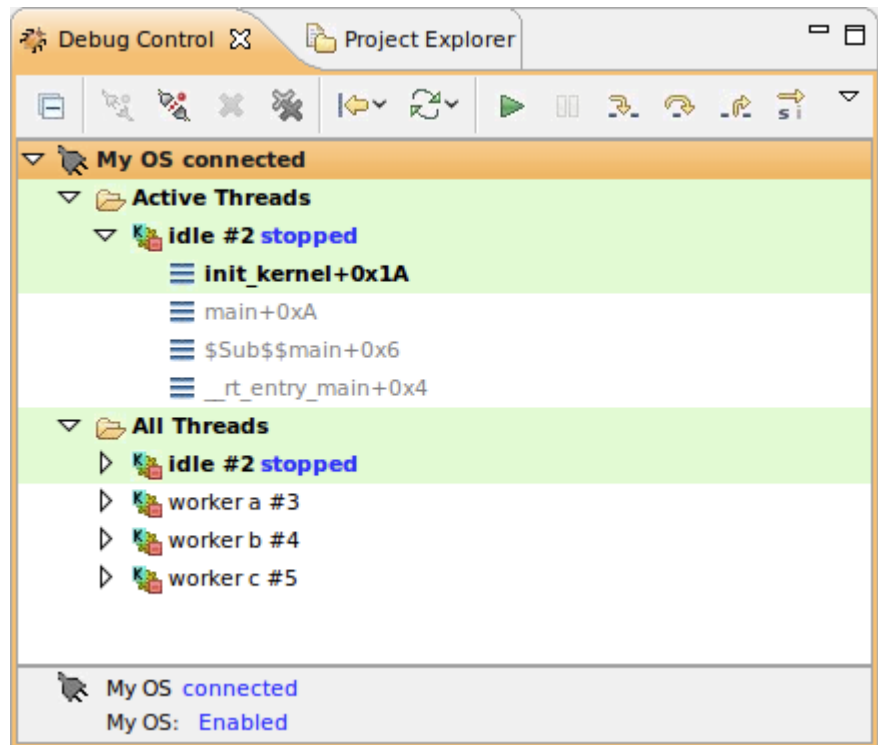 Debug Control Project Explorer
s i
My OS connected
Active Threads
idle #2 stopped
init_kernel+0x1A
main+0xA
$Sub$$main+0x6
__rt_entry_main+0x4
All Threads
idle #2 stopped
worker a #3
worker b #4
worker c #5
My OS connected
My OS: Enabled